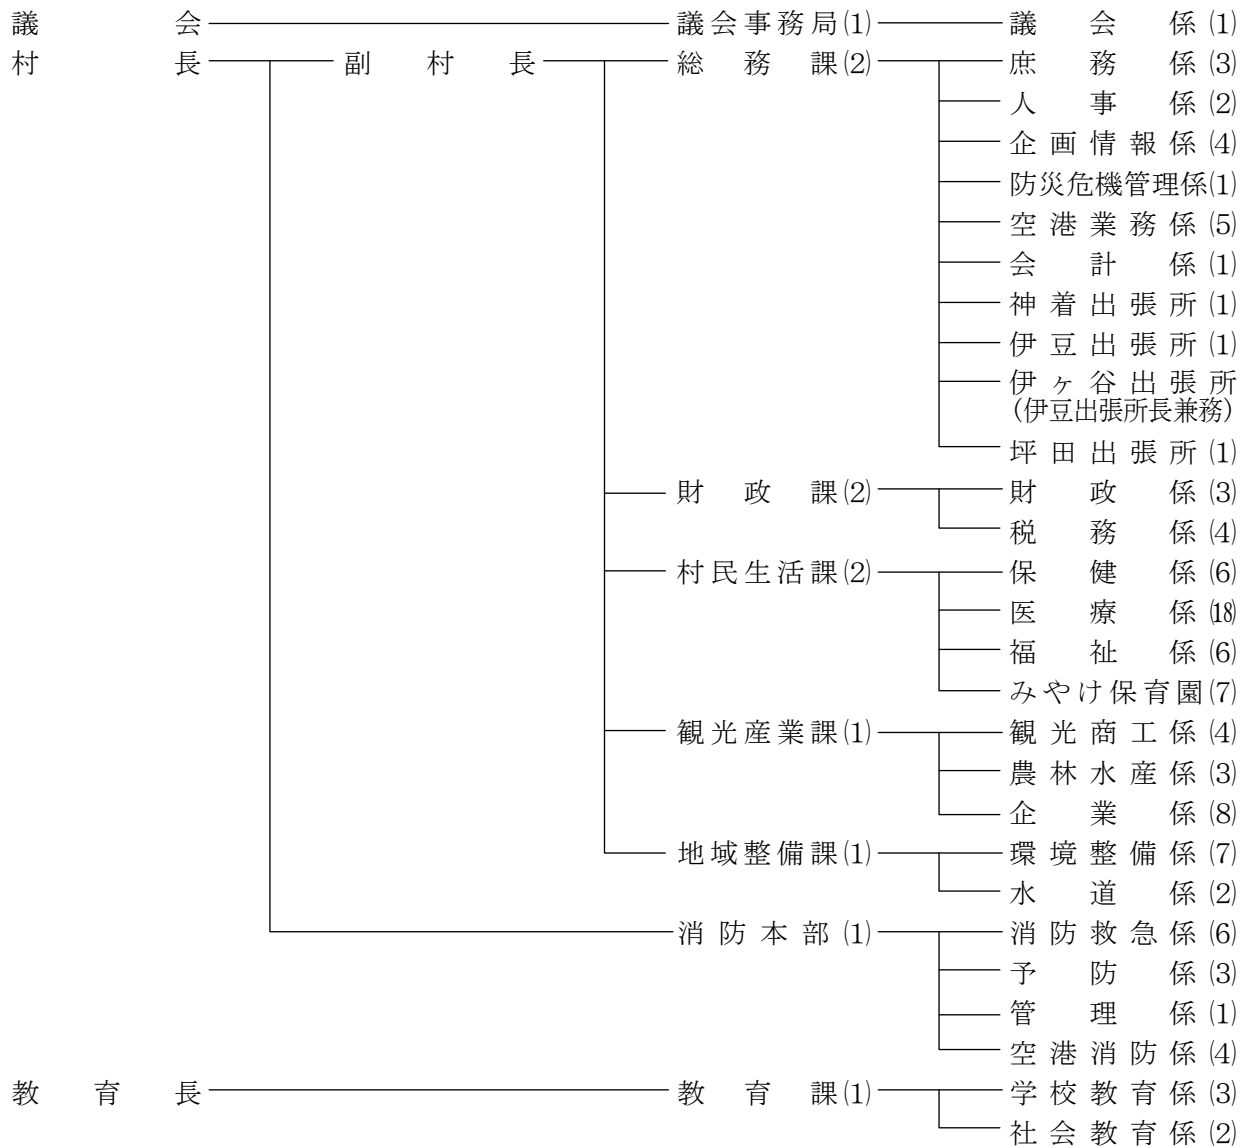 議会 議会事務局(1) 議会係(1)
村長 副村長 総務課(2) 庶務係(3)
人事係(2)
企画情報係(4)
防災危機管理係(1)
空港業務係(5)
会計係(1)
神着出張所(1)
伊豆出張所(1)
伊ヶ谷出張所
(伊豆出張所長兼務)
坪田出張所(1)
財政課(2) 財政係(3)
税務係(4)
村民生活課(2) 保健係(6)
医療係(18)
福祉係(6)
みやけ保育園(7)
観光産業課(1) 観光商工係(4)
農林水産係(3)
企業係(8)
地域整備課(1) 環境整備係(7)
水道係(2)
消防本部(1) 消防救急係(6)
予防係(3)
管理係(1)
空港消防係(4)
教育長 教育課(1) 学校教育係(3)
社会教育係(2)